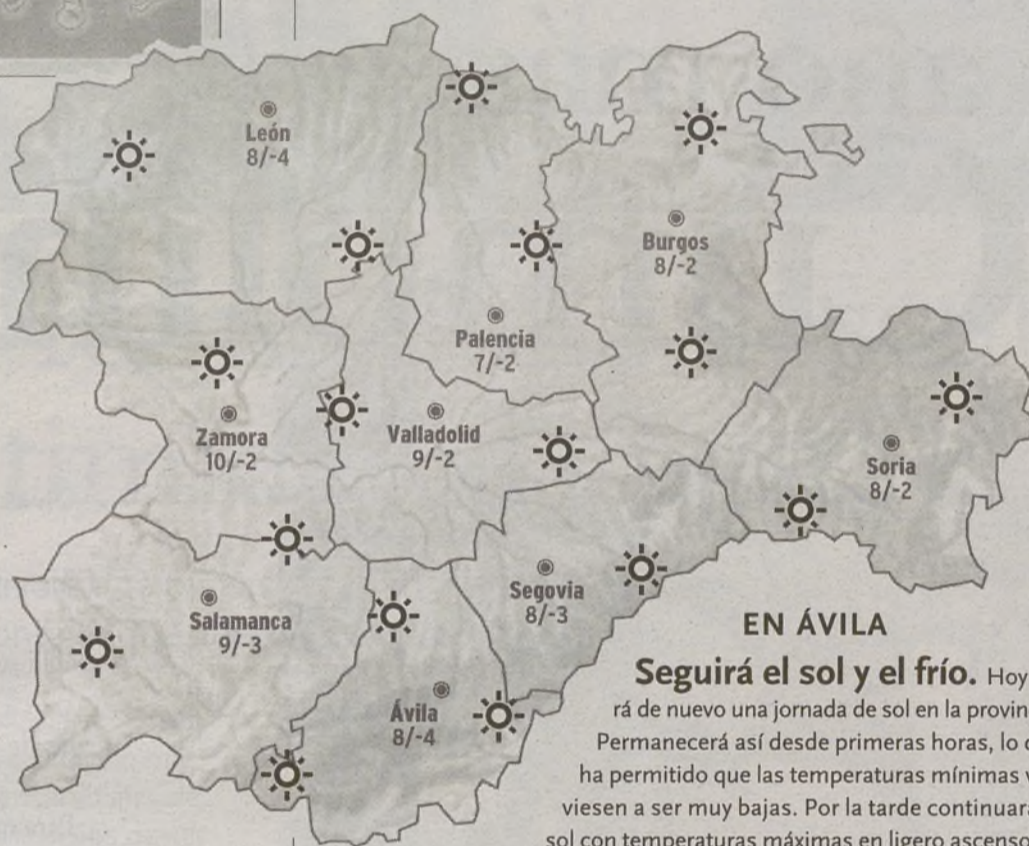 León
8/-4
Burgos
8/-2
Palencia
7/-2
Zamora
10/-2
Valladolid
9/-2
Soria
8/-2
Segovia
8/-3
Salamanca
9/-3
Ávila
8/-4
EN ÁVILA
Seguirá el sol y el frío. Hoy
rá de nuevo una jornada de sol en la provin
Permanecerá así desde primeras horas, lo
ha permitido que las temperaturas mínimas
viesen a ser muy bajas. Por la tarde continuar
sol con temperaturas máximas en ligero ascenso